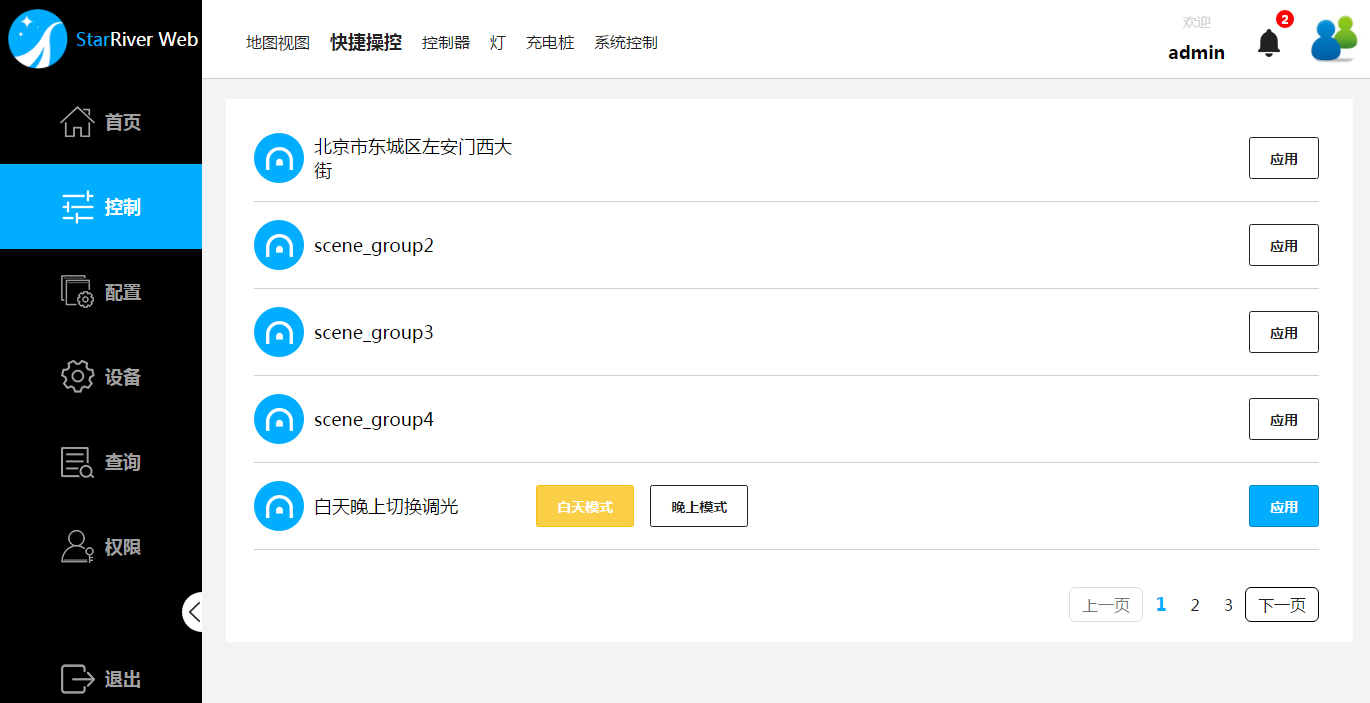 StarRiver Web
地图视图 快捷操控 控制器 灯 充电桩 系统控制
欢迎
admin
2
首页
控制
配置
设备
查询
权限
退出
北京市东城区左安门西大
街
应用
scene_group2
应用
scene_group3
应用
scene_group4
应用
白天晚上切换调光 白天模式 晚上模式 应用
上一页 1 2 3 下一页